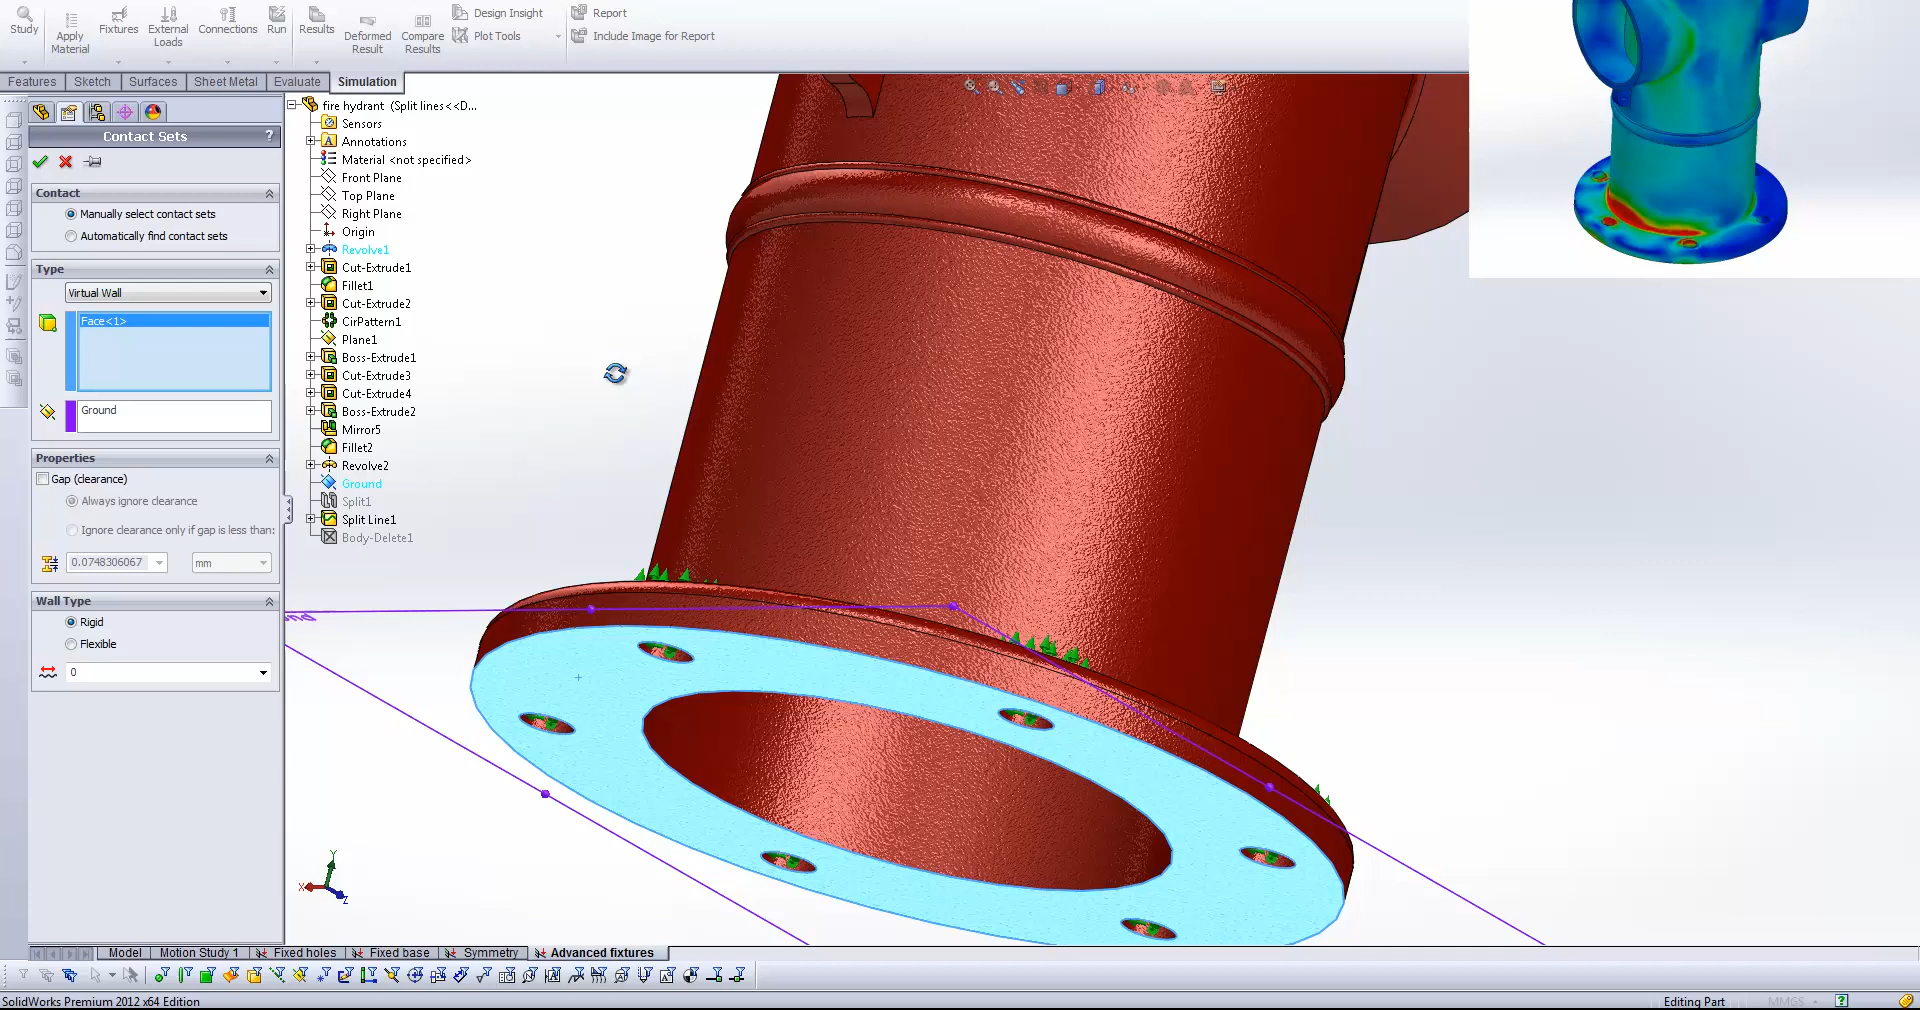 Study
Apply Material
Fixtures
External Loads
Connections
Run
Results
Deformed Result
Compare Results
Design Insight
Plot Tools
Report
Include Image for Report
Features
Sketch
Surfaces
Sheet Metal
Evaluate
Simulation
Contact Sets
?
Contact
Manually select contact sets
Automatically find contact sets
Type
Virtual Wall
Face<1>
Ground
Properties
Gap (clearance)
Always ignore clearance
Ignore clearance only if gap is less than:
0.0748306067
mm
Wall Type
Rigid
Flexible
0
fire hydrant (Split lines<<D...
Sensors
Annotations
Material <not specified>
Front Plane
Top Plane
Right Plane
Origin
Revolve1
Cut-Extrude1
Fillet1
Cut-Extrude2
CirPattern1
Plane1
Boss-Extrude1
Cut-Extrude3
Cut-Extrude4
Boss-Extrude2
Mirror5
Fillet2
Revolve2
Ground
Split1
Split Line1
Body-Delete1
Y
X
Z
Model
Motion Study 1
Fixed holes
Fixed base
Symmetry
Advanced fixtures
SolidWorks Premium 2012 x64 Edition
Editing Part
MMGS
?